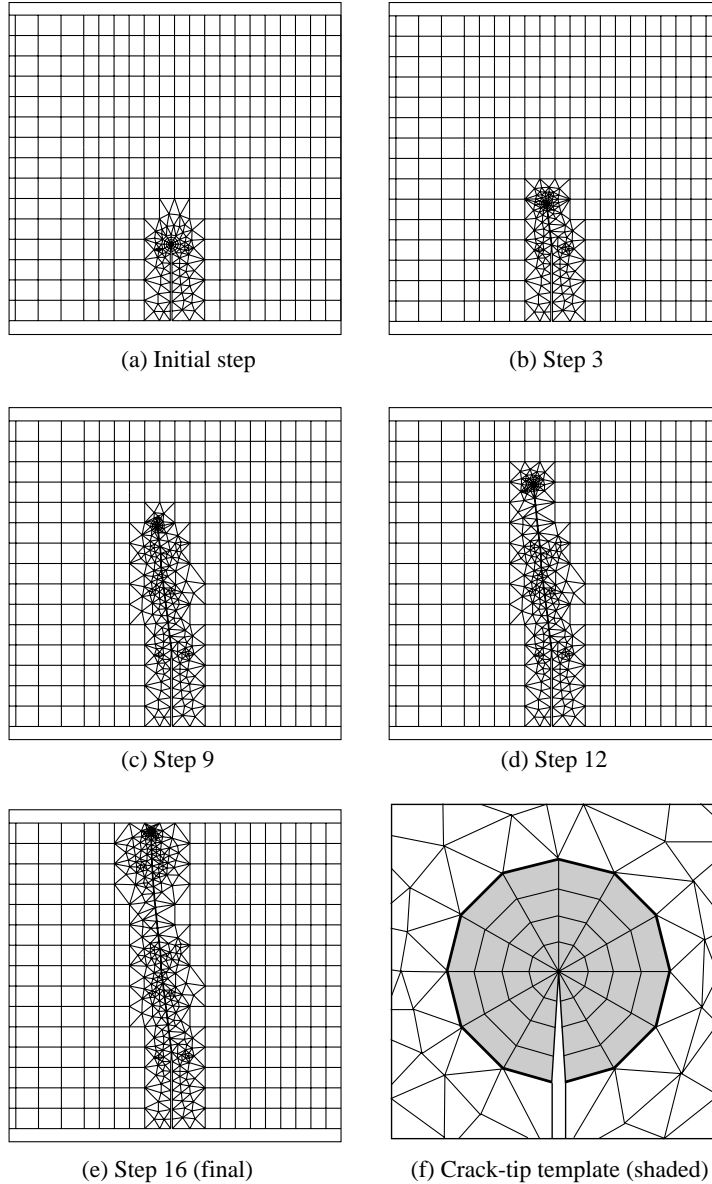 (a) Initial step
(b) Step 3
(c) Step 9
(d) Step 12
(e) Step 16 (final)
(f) Crack-tip template (shaded)